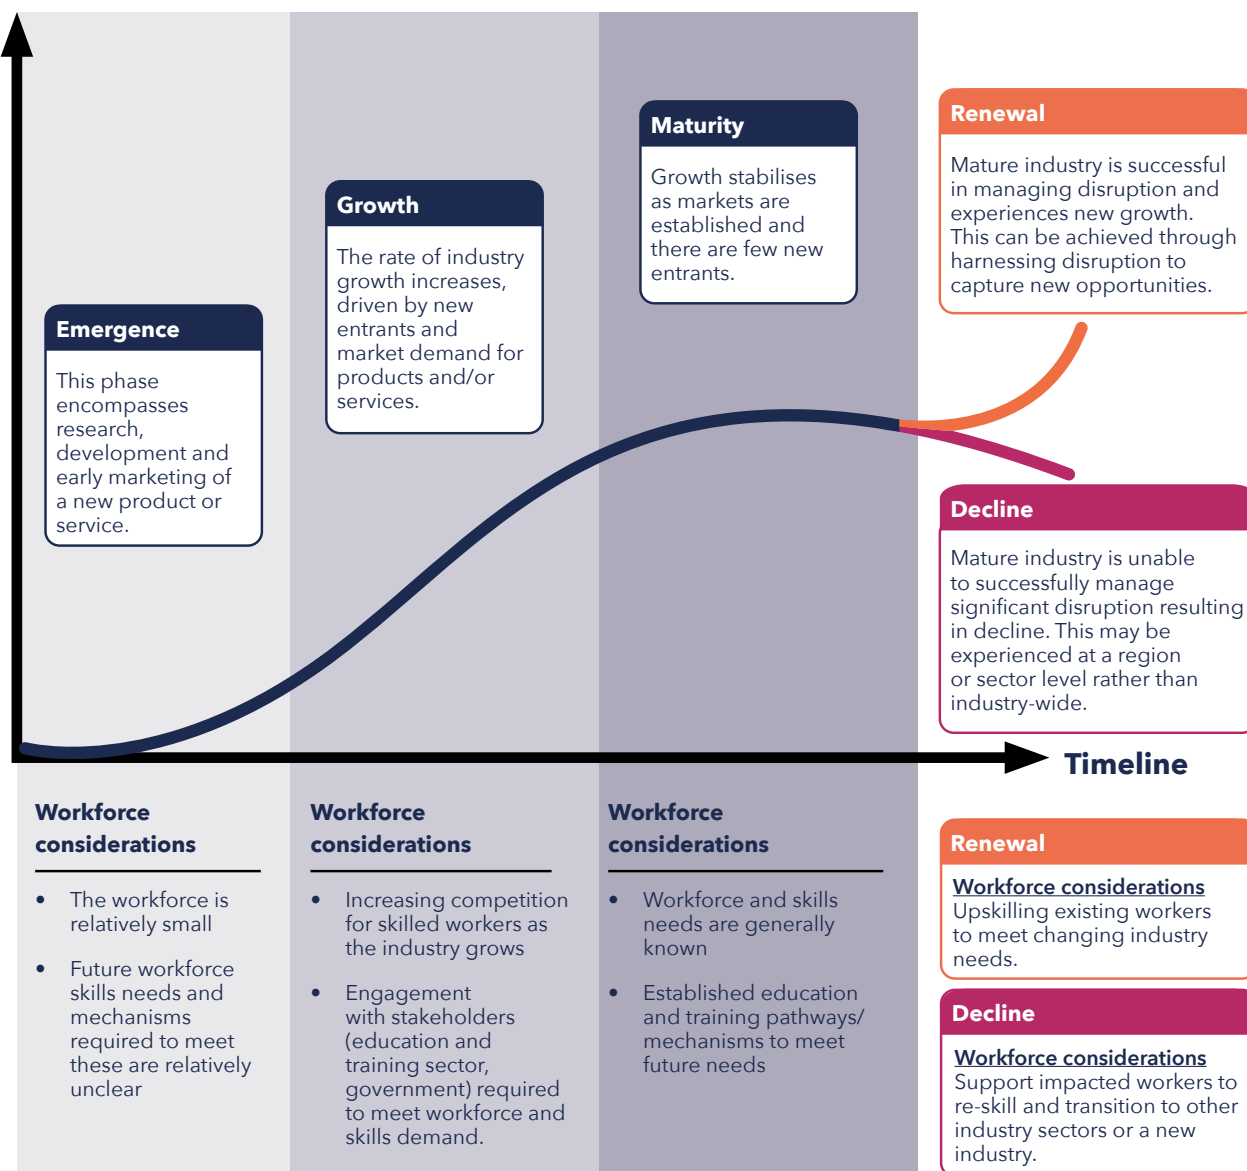 Emergence
This phase
encompasses
research,
development and
early marketing of
a new product or
service.
Growth
The rate of industry
growth increases,
driven by new
entrants and
market demand for
products and/or
services.
Maturity
Growth stabilises
as markets are
established and
there are few new
entrants.
Renewal
Mature industry is successful
in managing disruption and
experiences new growth.
This can be achieved through
harnessing disruption to
capture new opportunities.
Decline
Mature industry is unable
to successfully manage
significant disruption resulting
in decline. This may be
experienced at a region
or sector level rather than
industry-wide.
Timeline
Workforce
considerations
• The workforce is
relatively small
• Future workforce
skills needs and
mechanisms
required to meet
these are relatively
unclear
Workforce
considerations
• Increasing competition
for skilled workers as
the industry grows
• Engagement
with stakeholders
(education and
training sector,
government) required
to meet workforce and
skills demand.
Workforce
considerations
• Workforce and skills
needs are generally
known
• Established education
and training pathways/
mechanisms to meet
future needs
Renewal
Workforce considerations
Upskilling existing workers
to meet changing industry
needs.
Decline
Workforce considerations
Support impacted workers to
re-skill and transition to other
industry sectors or a new
industry.